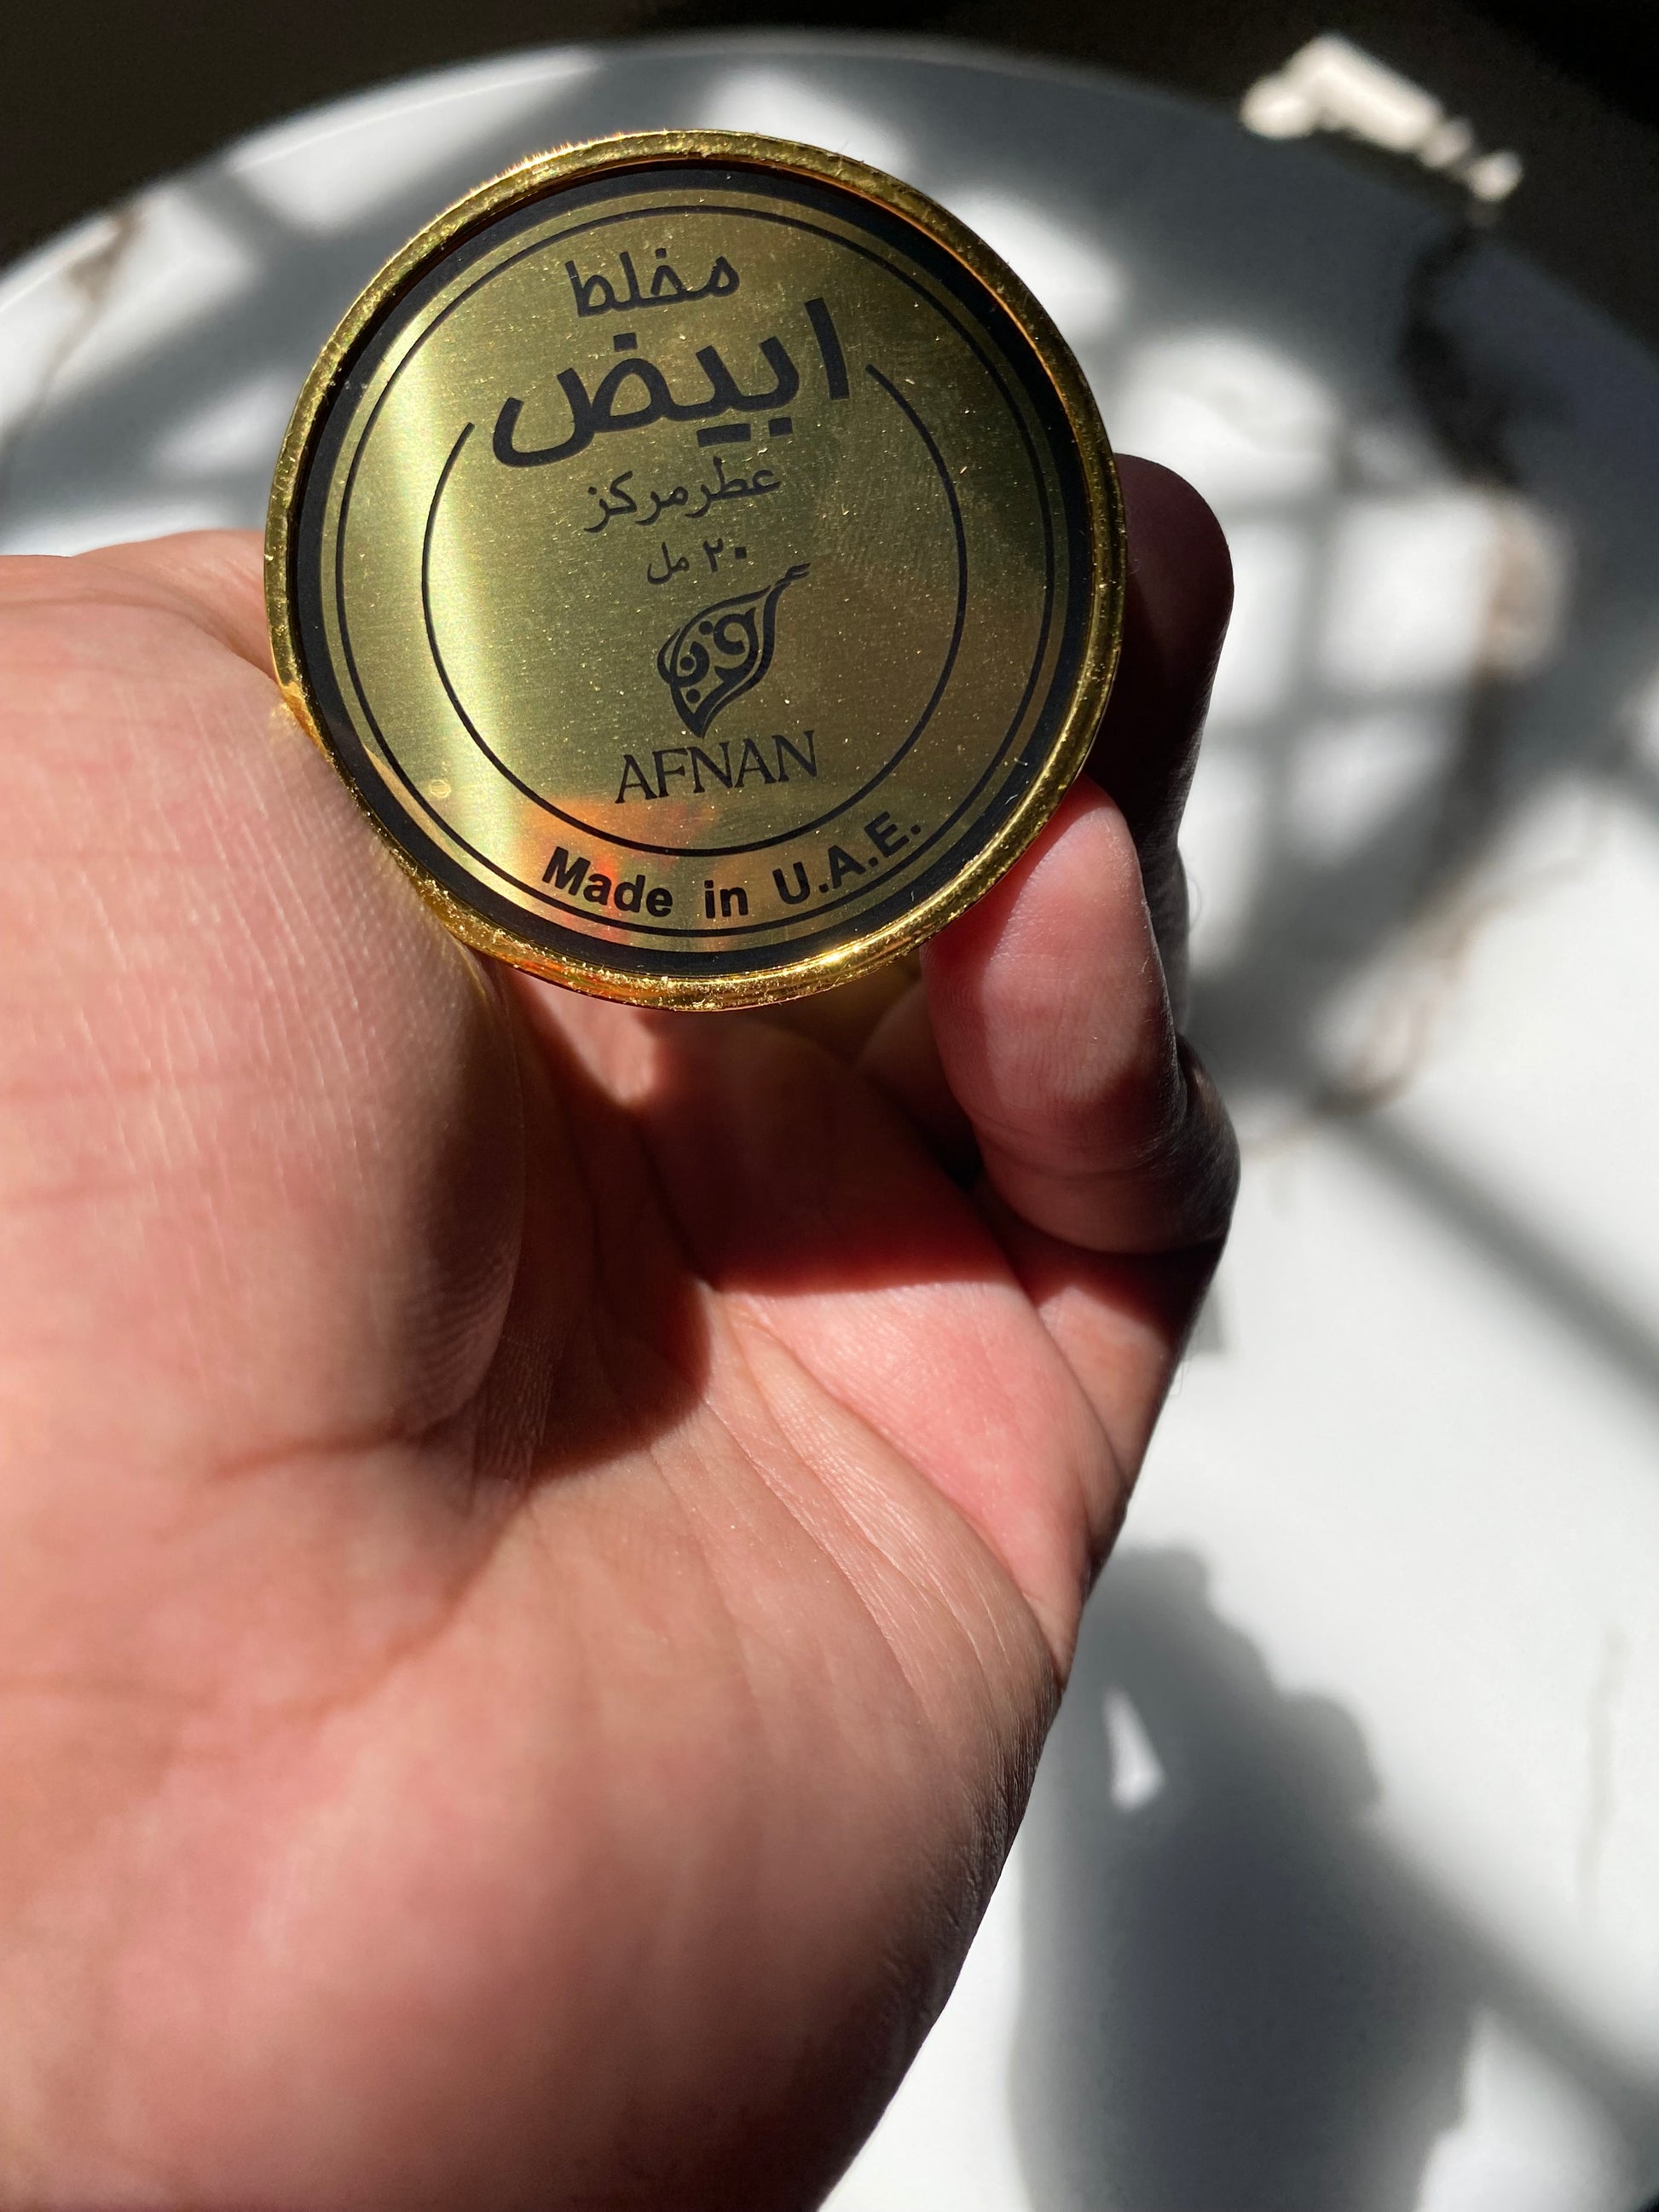 مخلط
ابيض
عطر مركز
٢٠ مل
AFNAN
Made in U.A.E.